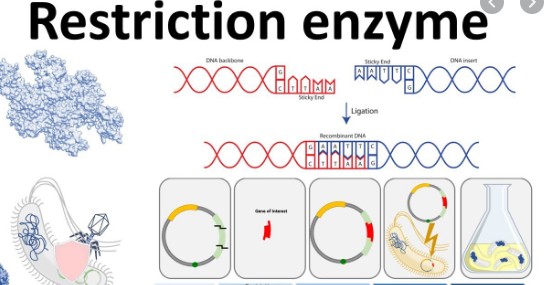 Restriction enzyme
DNA backbone
Sticky End
DNA insert
G
A A T T C
C T T A A
G
Sticky End
Ligation
Recombinant DNA
G A A T T C
C T T A A G
Gene of interest